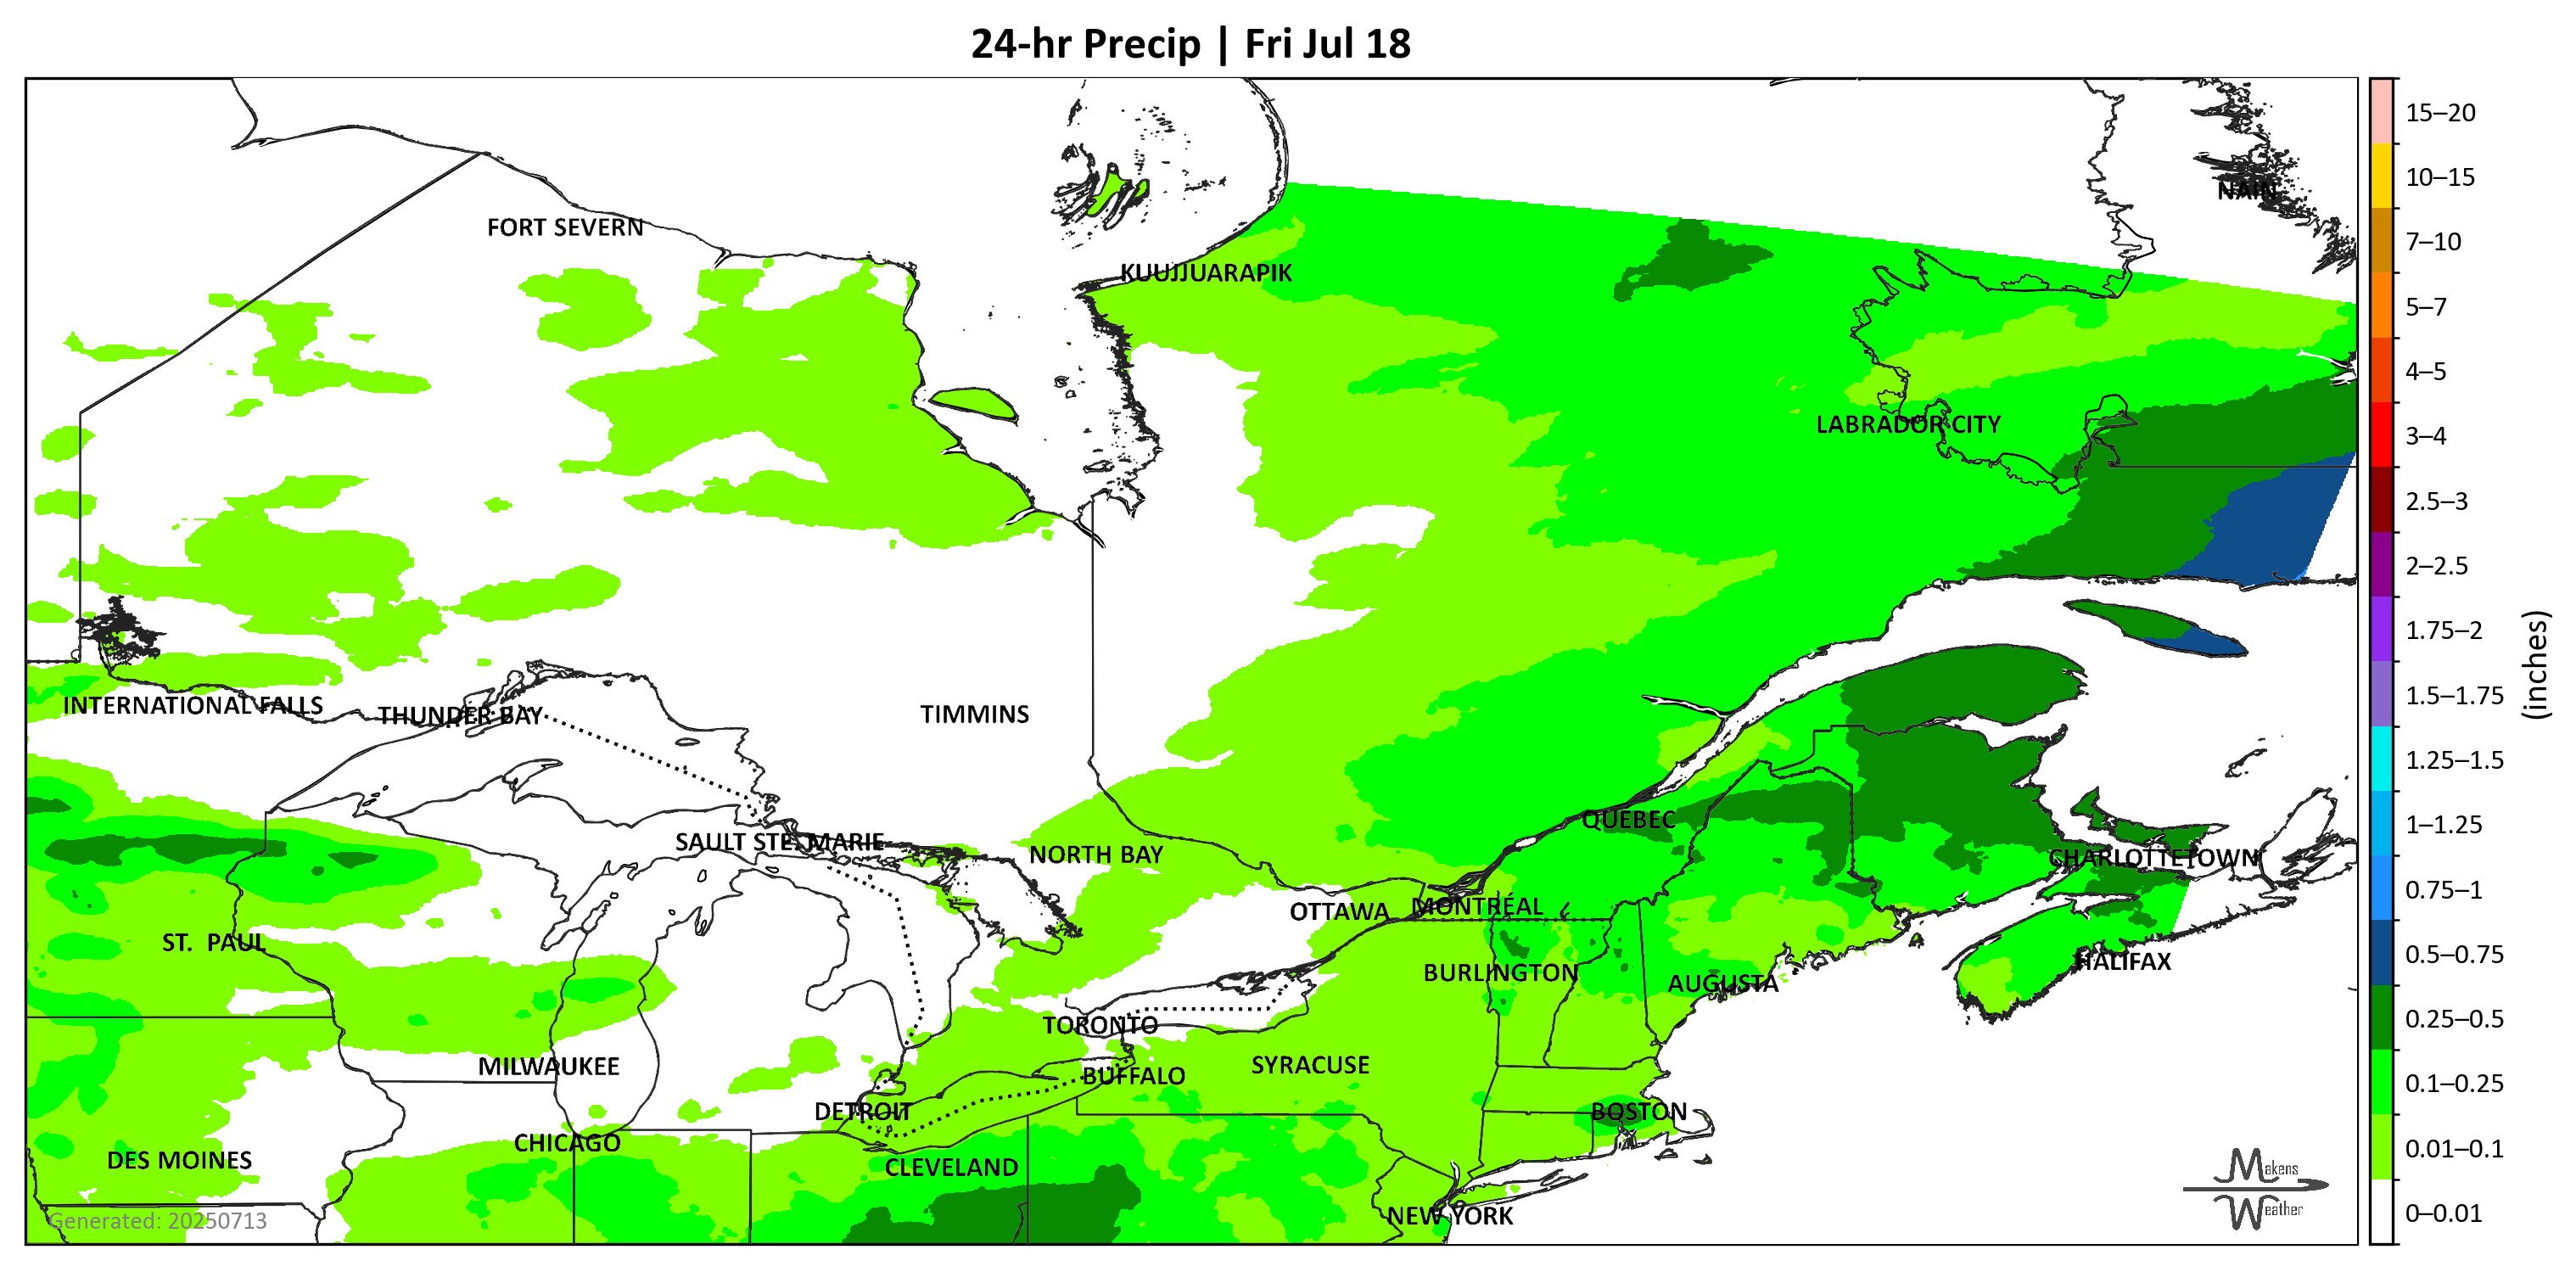 24-hr Precip | Fri Jul 18
NAIN
FORT SEVERN
KUUJJUARAPIK
LABRADOR CITY
INTERNATIONAL FALLS
THUNDER BAY
TIMMINS
QUEBEC
SAULT STE. MARIE
NORTH BAY
CHARLOTTETOWN
OTTAWA
MONTRÉAL
ST. PAUL
HALIFAX
BURLINGTON
AUGUSTA
TORONTO
MILWAUKEE
BUFFALO
SYRACUSE
DETROIT
BOSTON
CHICAGO
DES MOINES
CLEVELAND
NEW YORK
Generated: 20250713
Makens
Weather
15–20
10–15
7–10
5–7
4–5
3–4
2.5–3
2–2.5
1.75–2
1.5–1.75
1.25–1.5
1–1.25
0.75–1
0.5–0.75
0.25–0.5
0.1–0.25
0.01–0.1
0–0.01
(inches)